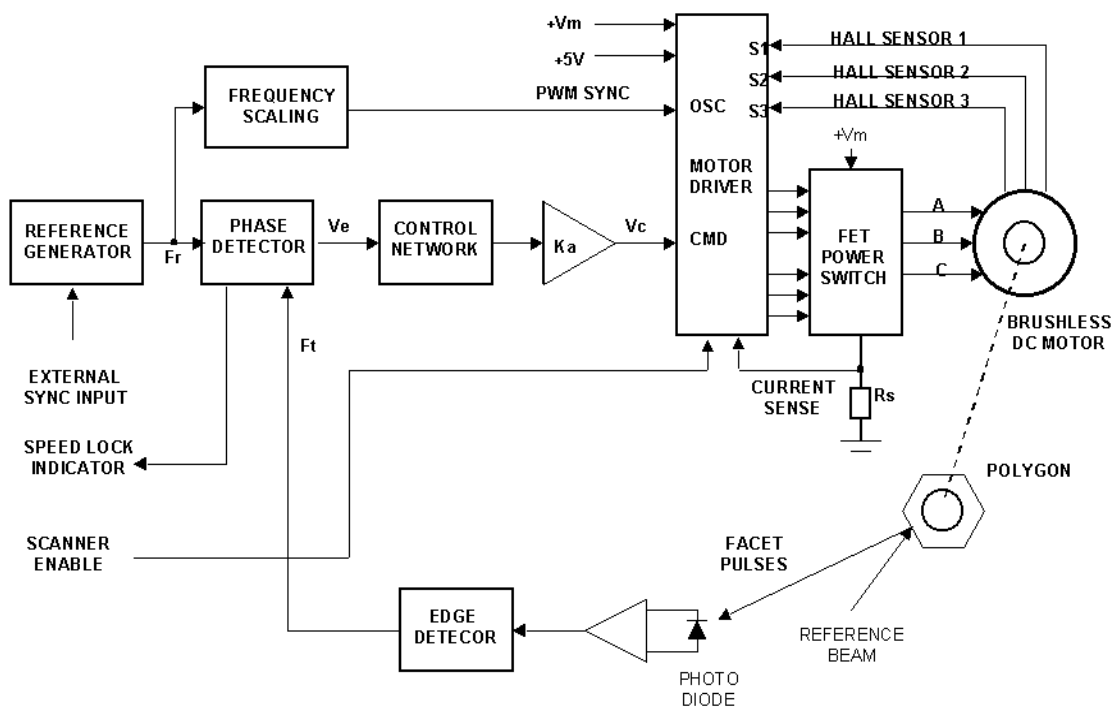 +Vm
+5V
PWM SYNC
S1
HALL SENSOR 1
S2
HALL SENSOR 2
S3
HALL SENSOR 3
FREQUENCY
SCALING
OSC
+Vm
MOTOR
DRIVER
REFERENCE
GENERATOR
Fr
PHASE
DETECTOR
Ve
CONTROL
NETWORK
Ka
Vc
CMD
FET
POWER
SWITCH
A
B
C
BRUSHLESS
DC MOTOR
Ft
EXTERNAL
SYNC INPUT
CURRENT
SENSE
Rs
SPEED LOCK
INDICATOR
POLYGON
SCANNER
ENABLE
FACET
PULSES
EDGE
DETECOR
REFERENCE
BEAM
PHOTO
DIODE